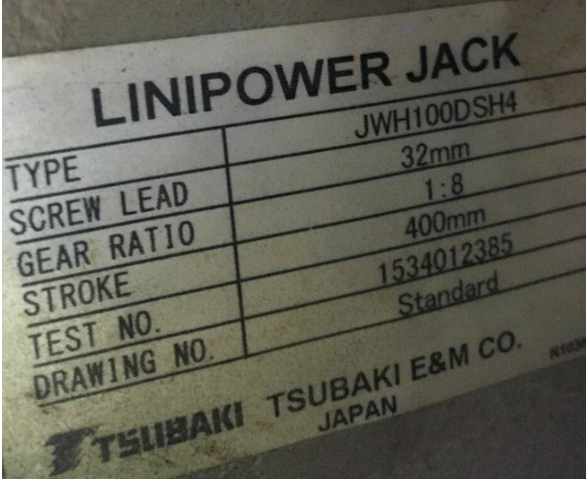 LINIPOWER JACK
TYPE JWH100DSH4
SCREW LEAD 32mm
GEAR RATIO 1:8
STROKE 400mm
TEST NO. 1534012385
DRAWING NO. Standard
TSUBAKI TSUBAKI E&M CO.
JAPAN